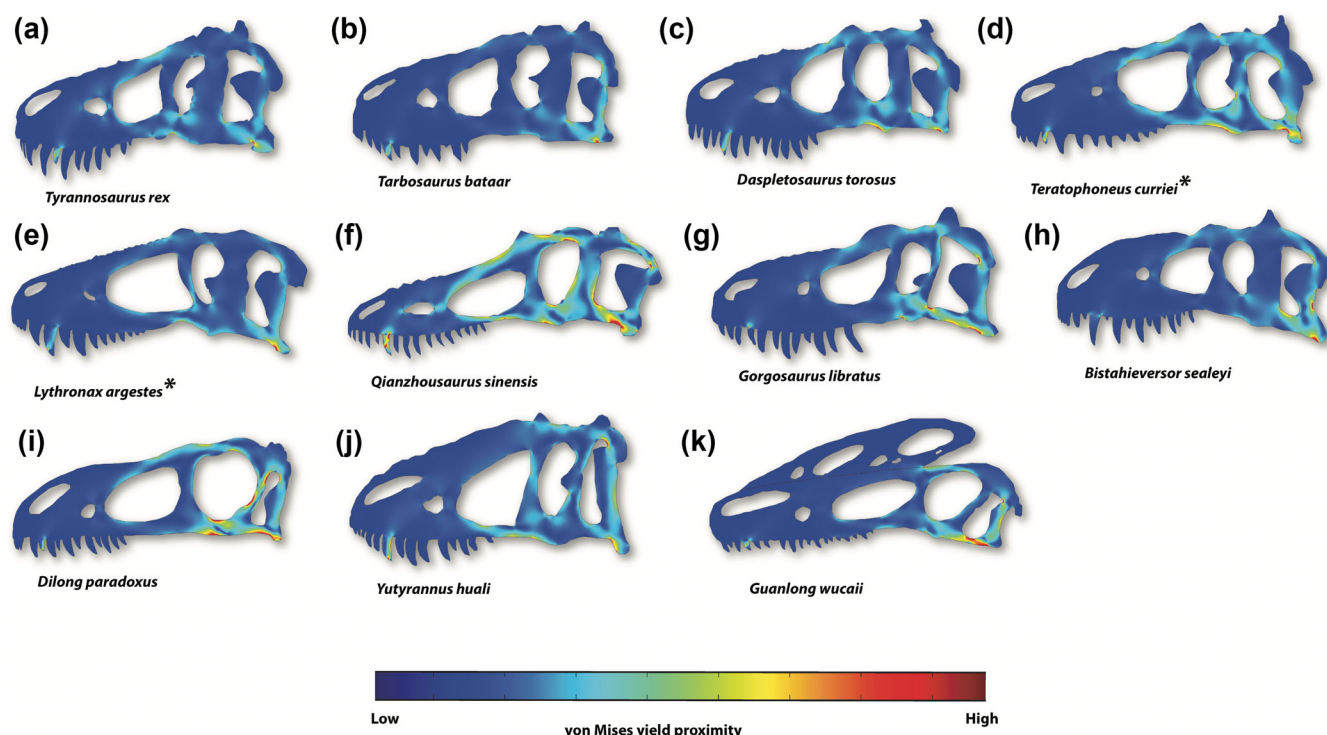 (a)
(b)
(c)
(d)
Tyrannosaurus rex
Tarbosaurus bataar
Daspletosaurus torosus
Teratophoneus curriei*
(e)
(f)
(g)
(h)
Lythronax argestes*
Qianzhousaurus sinensis
Gorgosaurus libratus
Bistahieversor sealeyi
(i)
(j)
(k)
Dilong paradoxus
Yutyrannus huali
Guanlong wucaii
Low
High
von Mises yield proximity